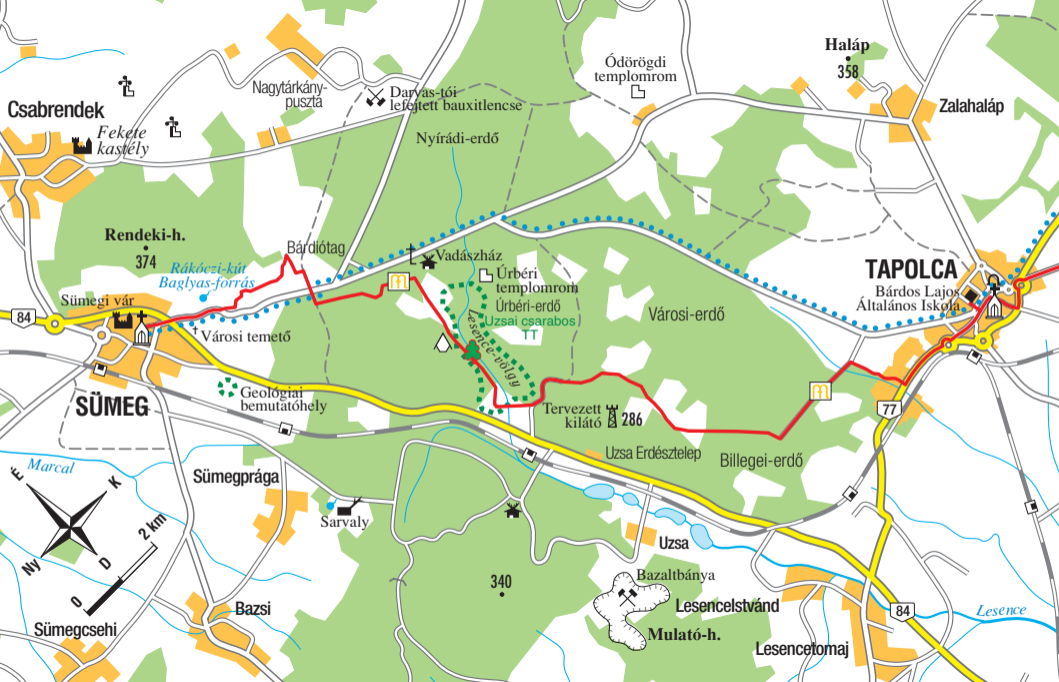 Haláp
358
Ódörögdi
templomrom
Zalahaláp
Nagytárkány-
puszta
Darvas-tói
lefejtett bauxitlencse
Csabrendek
Fekete
kastély
Nyírádi-erdő
Rendeki-h.
374
Bárdiótag
Rákóczi-kút
Baglyas-forrás
Vadászház
Úrbéri
templomrom
Úrbéri-erdő
Uzsai csarabos
TT
Lesence-völgy
Városi-erdő
TAPOLCA
Bárdos Lajos
Általános Iskola
Sümegi vár
84
Városi temető
SÜMEG
Geológiai
bemutatóhely
Tervezett
kilátó
286
77
Uzsa Erdésztelep
Billegei-erdő
Marcal
Sümegprága
É
K
Ny
D
0
2 km
Sarvaly
Uzsa
340
Bazaltbánya
Lesencelstvánd
Mulató-h.
84
Lesence
Lesencetomaj
Bazsi
Sümegcsehi